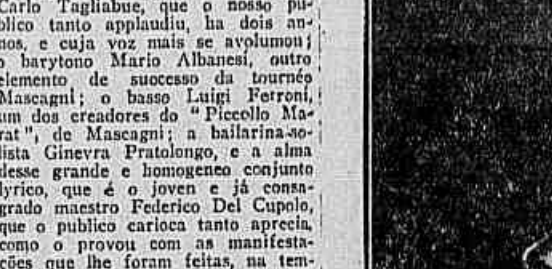 Carlo Tagliabue, que o nosso pu-
blico tanto applaudiu, ha dois an-
nos, e cuja voz mais se avolumou;
o barytono Mario Albanesi, outro
elemento de successo da tournée
Mascagni; o basso Luigi Ferroni,
um dos creadores do "Piccollo Ma-
rat", de Mascagni; a bailarina-so-
lista Ginevra Pratolongo, e a alma
desse grande e homogeneo conjunto
lyrico, que é o joven e já consa-
grado maestro Federico Del Cupolo,
que o publico carioca tanto aprecia,
como o provou com as manifesta-
ções que lhe foram feitas, na tem-